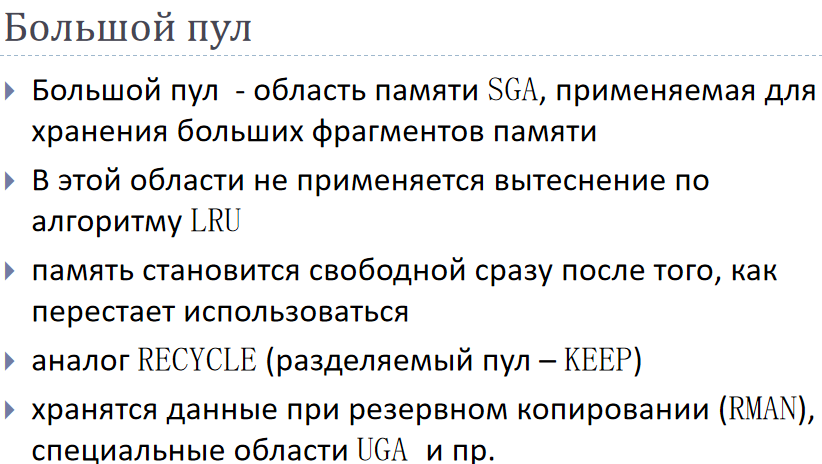 Большой пул
Большой пул - область памяти SGA, применяемая для
хранения больших фрагментов памяти
В этой области не применяется вытеснение по
алгоритму LRU
память становится свободной сразу после того, как
перестает использоваться
аналог RECYCLE (разделяемый пул – KEEP)
хранятся данные при резервном копировании (RMAN),
специальные области UGA и пр.